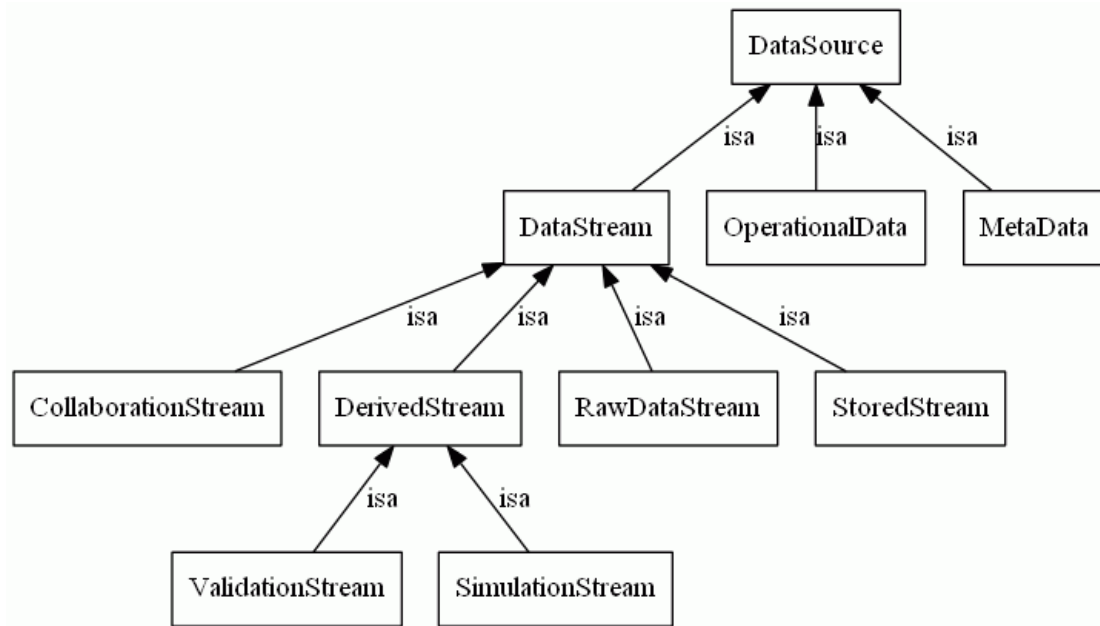 DataSource
isa
isa
isa
DataStream
OperationalData
MetaData
isa
isa
isa
isa
CollaborationStream
DerivedStream
RawDataStream
StoredStream
isa
isa
ValidationStream
SimulationStream